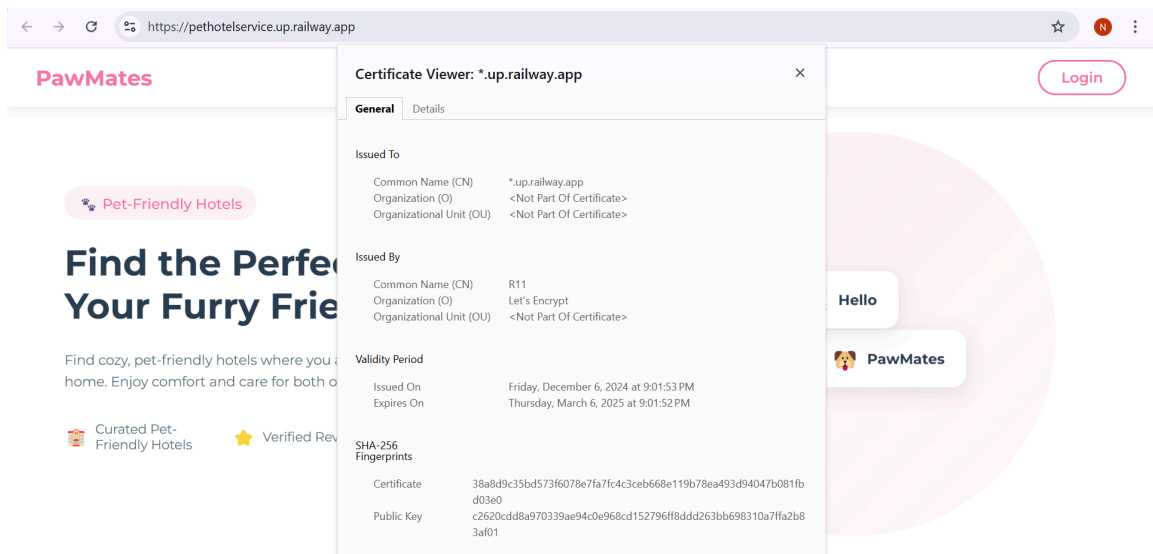 https://pethotelservice.up.railway.app
N
PawMates
Login
Certificate Viewer: *.up.railway.app
General Details
Issued To
Common Name (CN) *.up.railway.app
Organization (O) <Not Part Of Certificate>
Organizational Unit (OU) <Not Part Of Certificate>
Issued By
Common Name (CN) R11
Organization (O) Let's Encrypt
Organizational Unit (OU) <Not Part Of Certificate>
Validity Period
Issued On Friday, December 6, 2024 at 9:01:53 PM
Expires On Thursday, March 6, 2025 at 9:01:52 PM
SHA-256
Fingerprints
Certificate 38a8d9c35bd573f6078e7fa7fc4c3ceb668e119b78ea493d94047b081fb
d03e0
Public Key c2620cdd8a970339ae94c0e968cd152796ff8ddd263bb698310a7ffa2b8
3af01
Pet-Friendly Hotels
Find the Perfe
Your Furry Frie
Find cozy, pet-friendly hotels where you a
home. Enjoy comfort and care for both o
Curated Pet-
Friendly Hotels
Verified Rev
Hello
PawMates